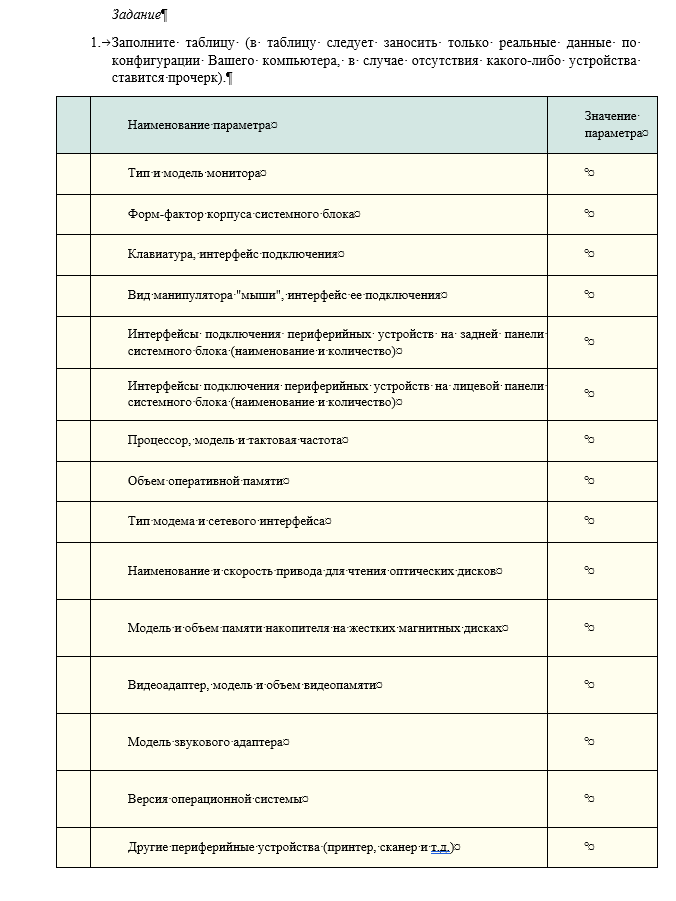 Задание¶
1.→Заполните таблицу (в таблицу следует заносить только реальные данные по
конфигурации Вашего компьютера, в случае отсутствия какого-либо устройства
ставится прочерк).¶
Наименование параметра¤
Значение
параметра¤
Тип и модель монитора¤
°¤
Форм-фактор корпуса системного блока¤
°¤
Клавиатура, интерфейс подключения¤
°¤
Вид манипулятора "мыши", интерфейс ее подключения¤
°¤
Интерфейсы подключения периферийных устройств на задней панели
системного блока (наименование и количество)¤
°¤
Интерфейсы подключения периферийных устройств на лицевой панели
системного блока (наименование и количество)¤
°¤
Процессор, модель и тактовая частота¤
°¤
Объем оперативной памяти¤
°¤
Тип модема и сетевого интерфейса¤
°¤
Наименование и скорость привода для чтения оптических дисков¤
°¤
Модель и объем памяти накопителя на жестких магнитных дисках¤
°¤
Видеоадаптер, модель и объем видеопамяти¤
°¤
Модель звукового адаптера¤
°¤
Версия операционной системы¤
°¤
Другие периферийные устройства (принтер, сканер и т.д.)¤
°¤